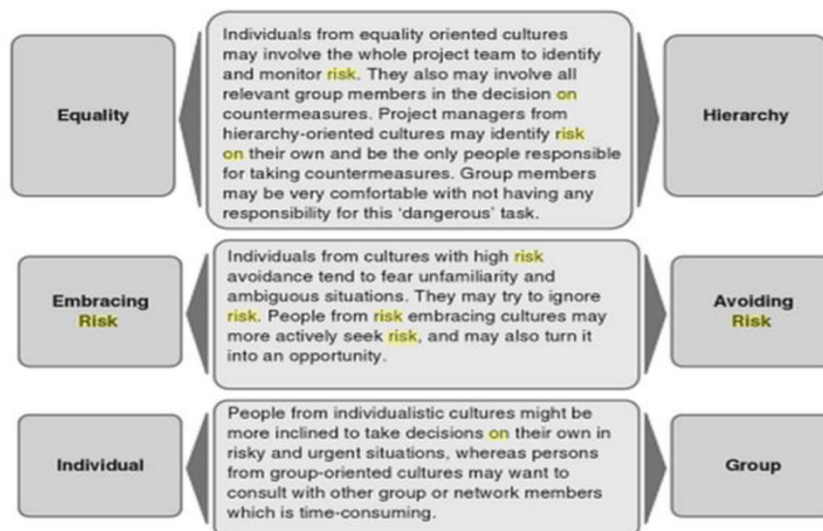 Equality
Individuals from equality oriented cultures
may involve the whole project team to identify
and monitor risk. They also may involve all
relevant group members in the decision on
countermeasures. Project managers from
hierarchy-oriented cultures may identify risk
on their own and be the only people responsible
for taking countermeasures. Group members
may be very comfortable with not having any
responsibility for this ‘dangerous’ task.
Hierarchy
Embracing
Risk
Individuals from cultures with high risk
avoidance tend to fear unfamiliarity and
ambiguous situations. They may try to ignore
risk. People from risk embracing cultures may
more actively seek risk, and may also turn it
into an opportunity.
Avoiding
Risk
Individual
People from individualistic cultures might be
more inclined to take decisions on their own in
risky and urgent situations, whereas persons
from group-oriented cultures may want to
consult with other group or network members
which is time-consuming.
Group